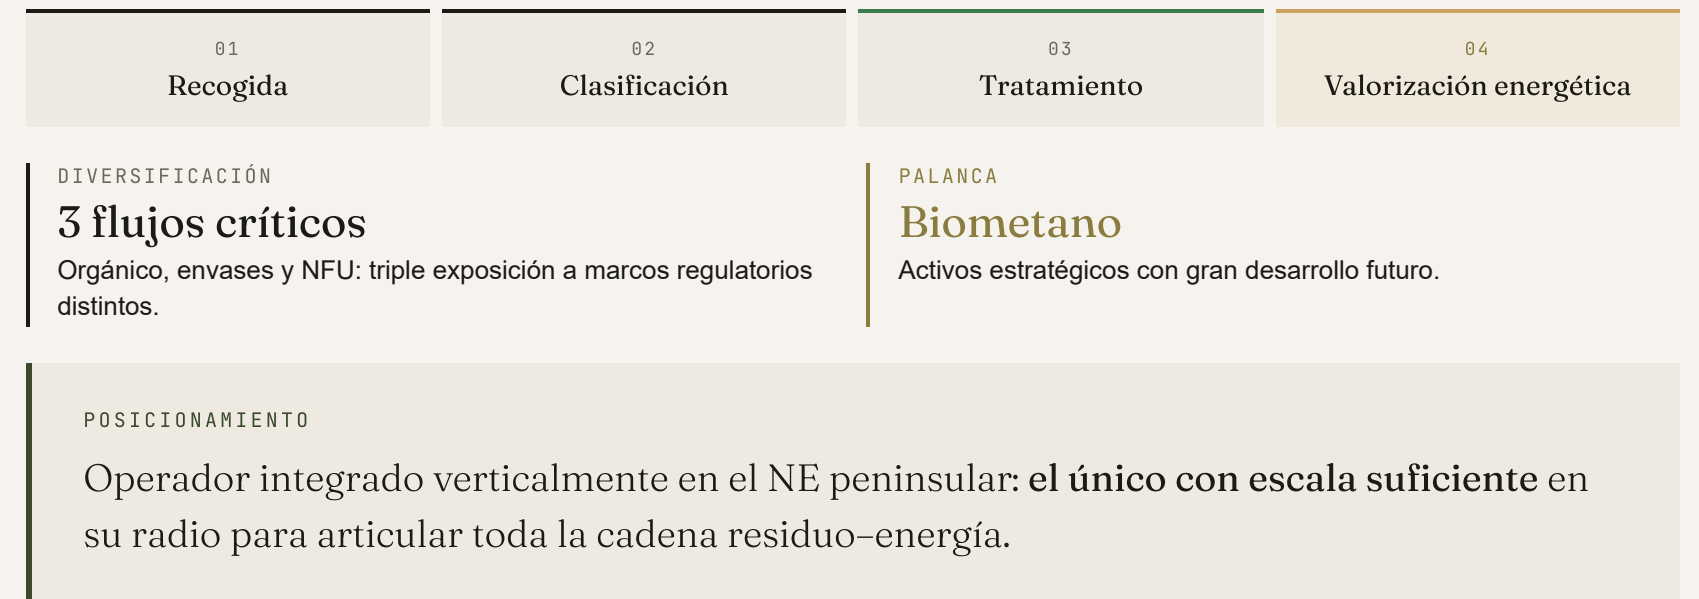 01
Recogida
02
Clasificación
03
Tratamiento
04
Valorización energética
DIVERSIFICACIÓN
3 flujos críticos
Orgánico, envases y NFU: triple exposición a marcos regulatorios
distintos.
PALANCA
Biometano
Activos estratégicos con gran desarrollo futuro.
POSICIONAMIENTO
Operador integrado verticalmente en el NE peninsular: el único con escala suficiente en
su radio para articular toda la cadena residuo–energía.